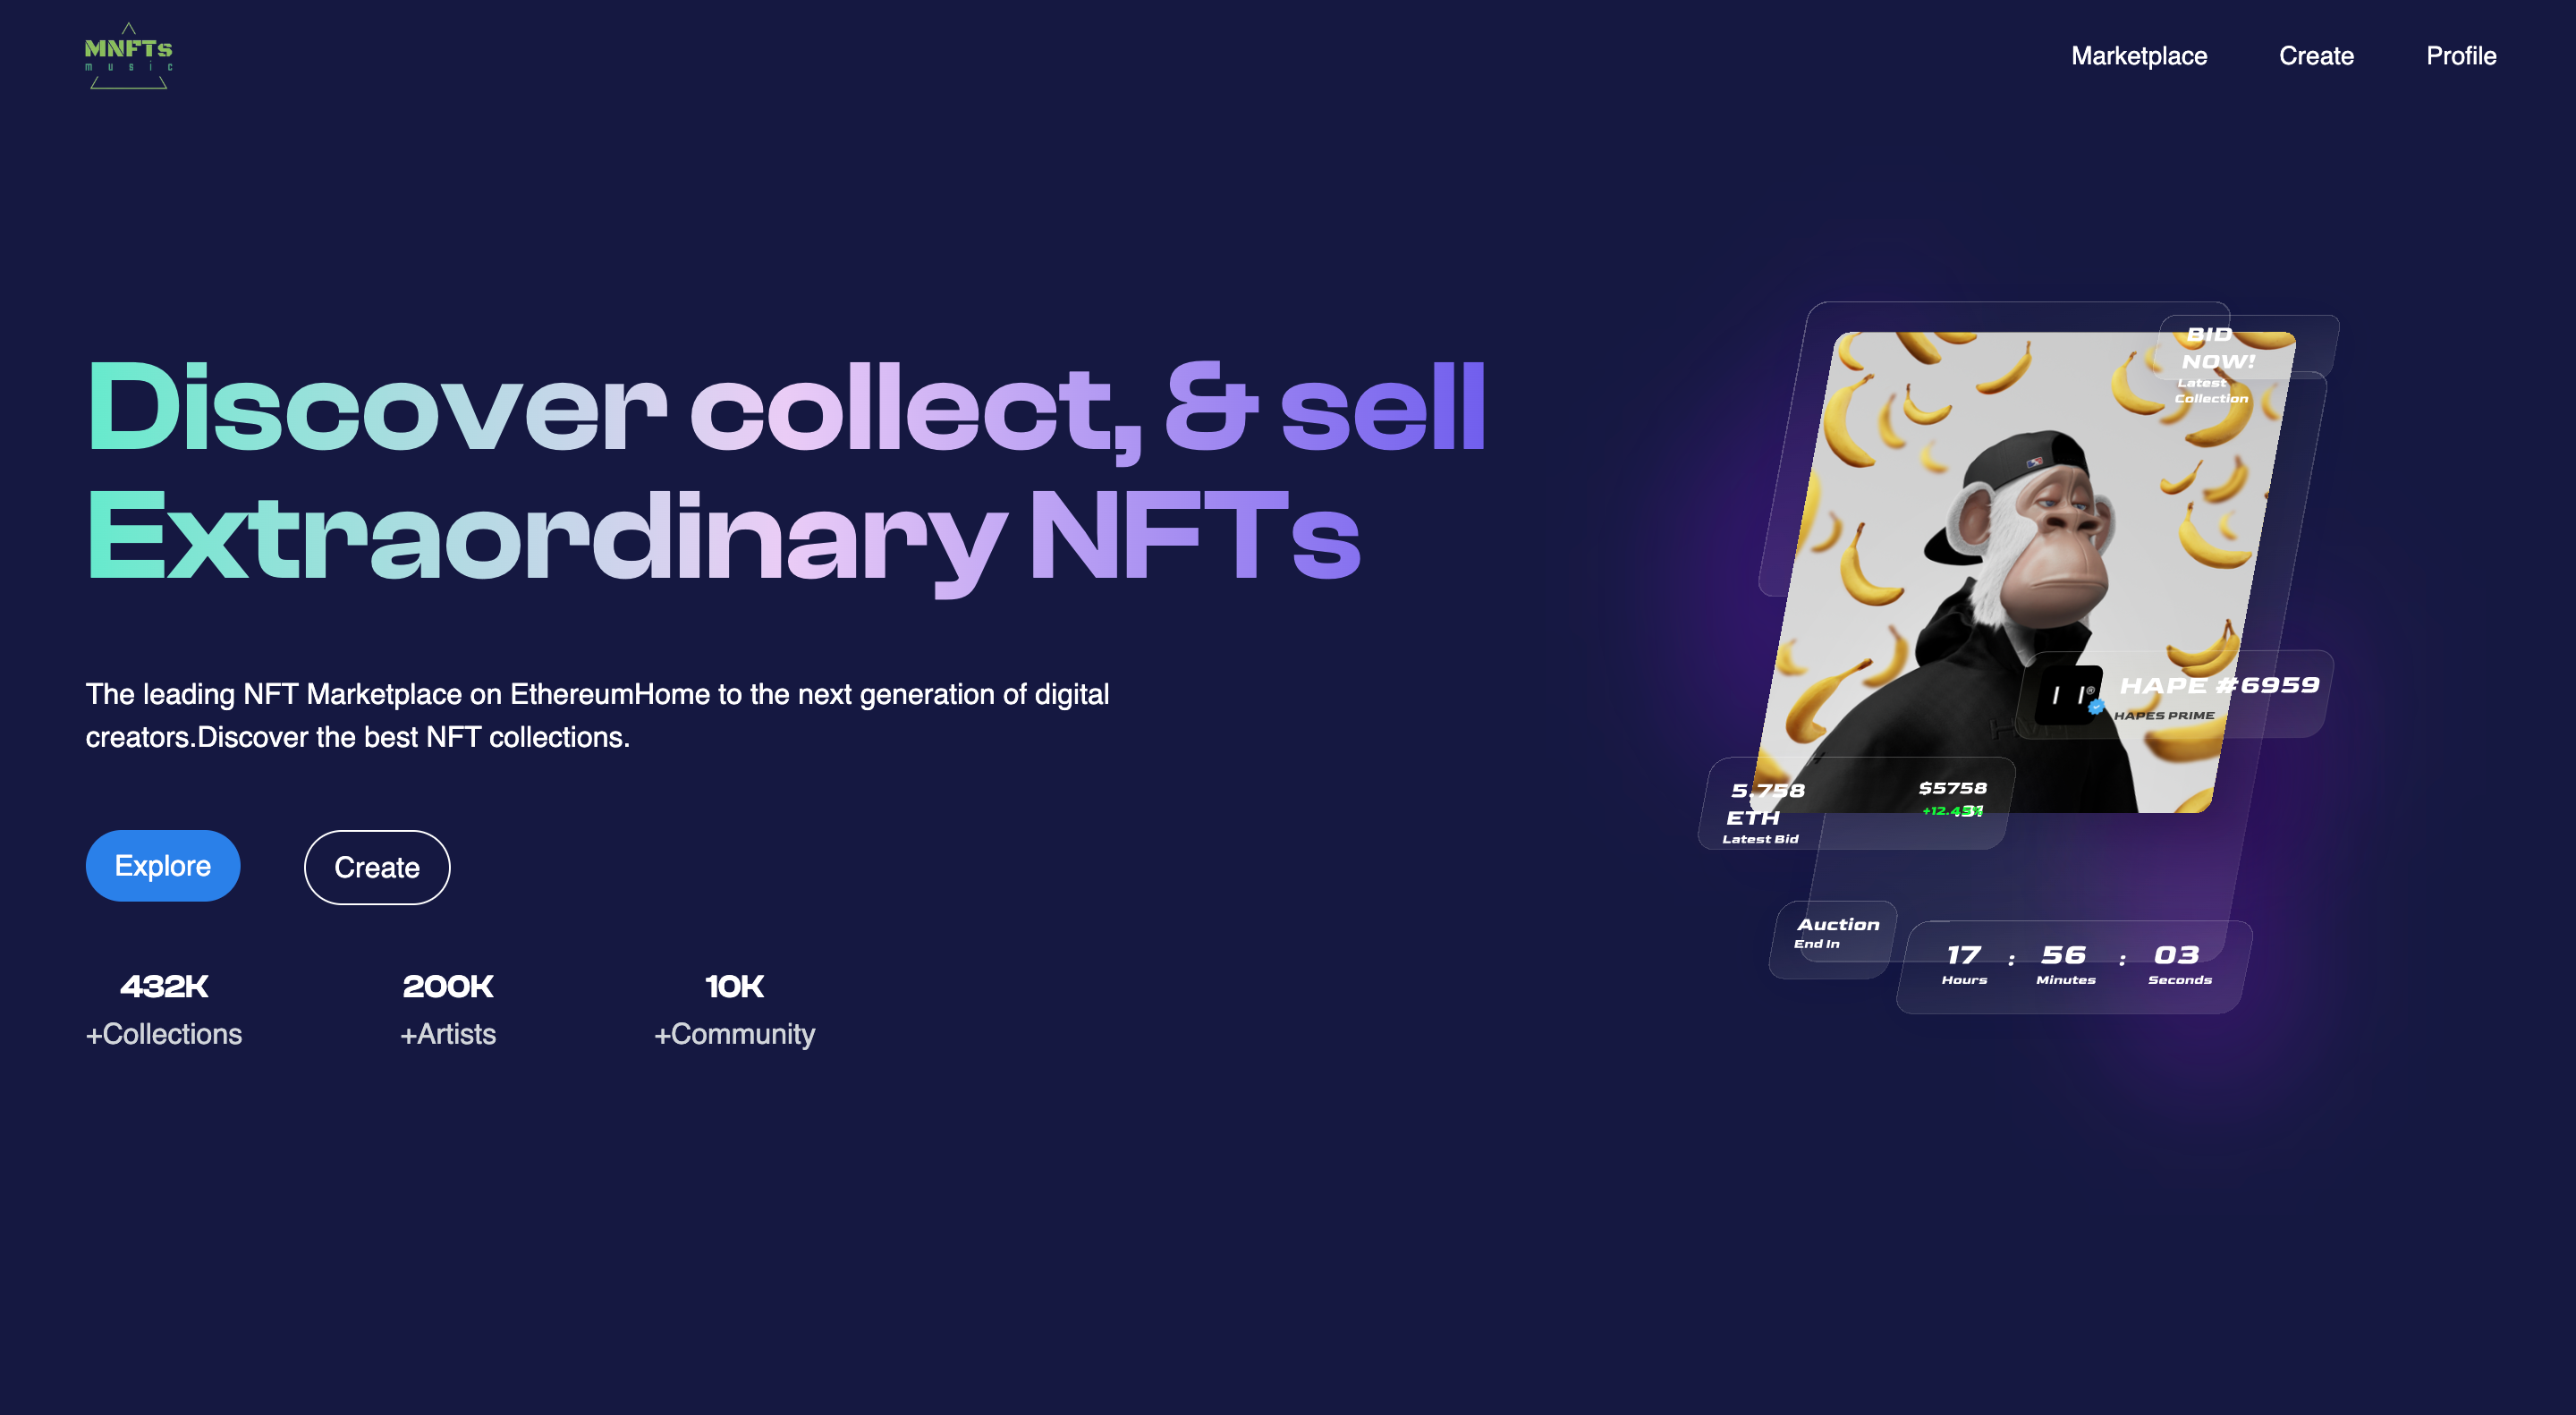 MNFTs
music
Marketplace
Create
Profile
Discover collect, & sell
Extraordinary NFTs
The leading NFT Marketplace on EthereumHome to the next generation of digital
creators.Discover the best NFT collections.
Explore
Create
432K
+Collections
200K
+Artists
10K
+Community
BID
NOW!
Latest
Collection
HAPE #6959
HAPES PRIME
5.758
ETH
Latest Bid
$5758
Auction
End In
17 : 56 : 03
Hours Minutes Seconds